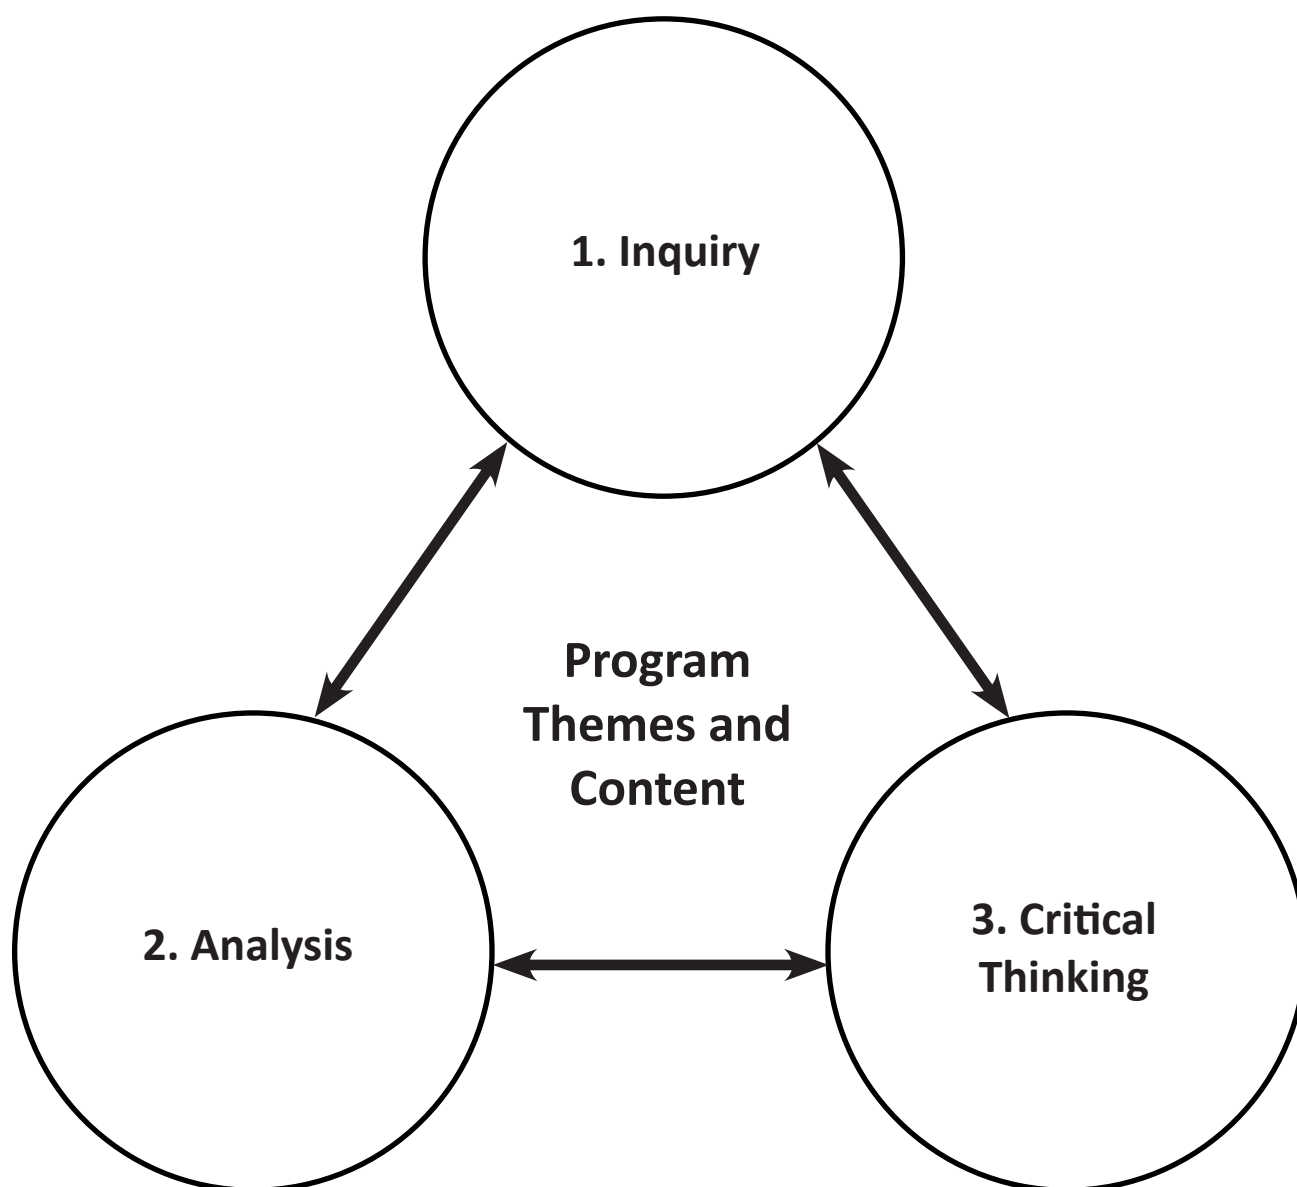 1. Inquiry
Program
Themes and
Content
2. Analysis
3. Critical
Thinking